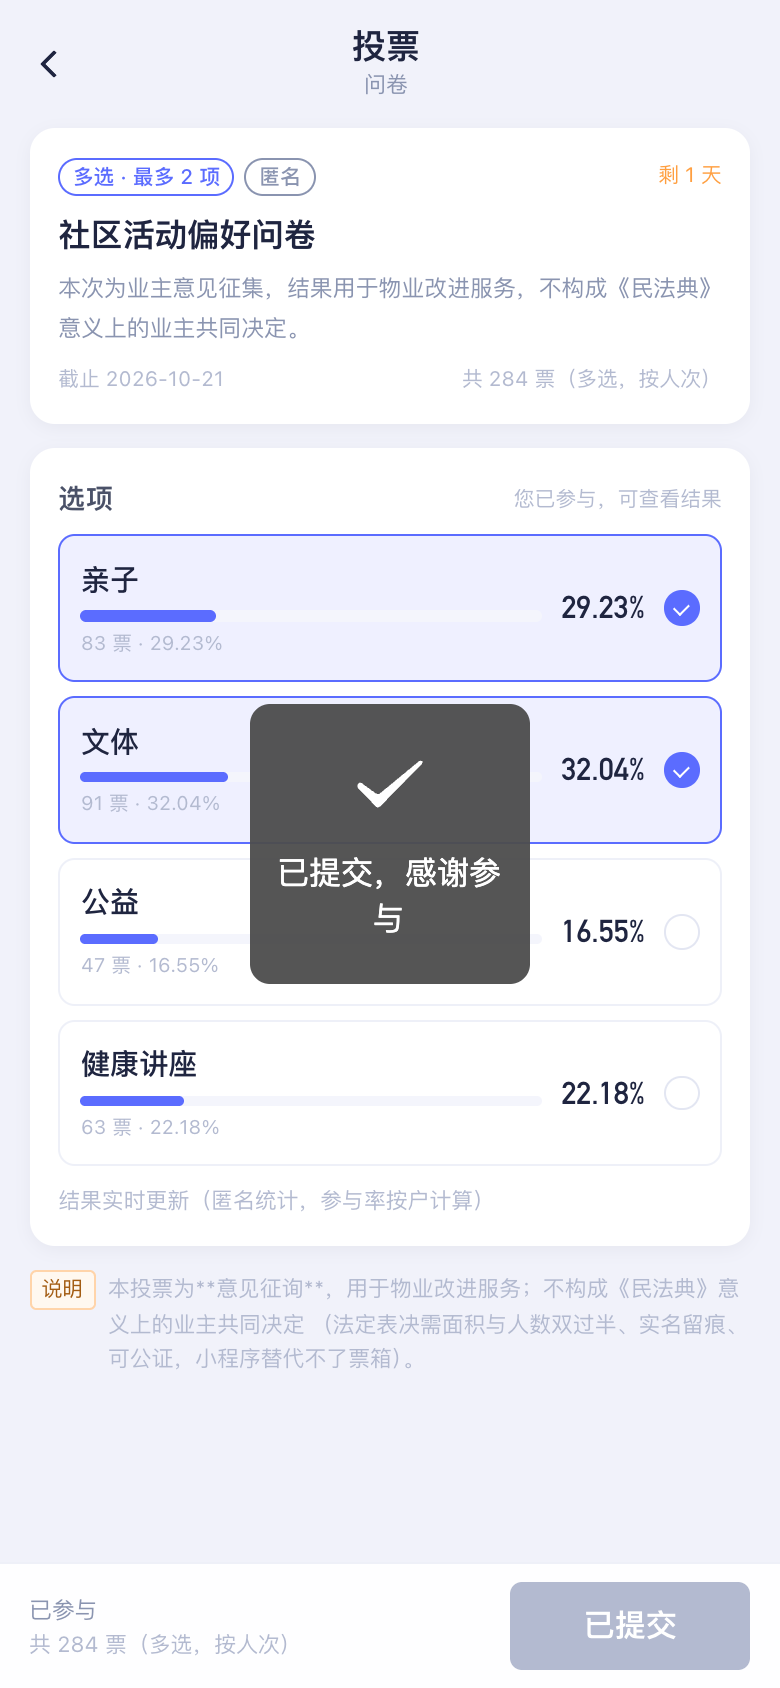 投票
问卷
多选 · 最多 2 项
匿名
剩 1 天
社区活动偏好问卷
本次为业主意见征集，结果用于物业改进服务，不构成《民法典》
意义上的业主共同决定。
截止 2026-10-21
共 284 票（多选，按人次）
选项
您已参与，可查看结果
亲子
83 票 · 29.23%
29.23%
文体
91 票 · 32.04%
32.04%
已提交，感谢参
与
公益
47 票 · 16.55%
16.55%
健康讲座
63 票 · 22.18%
22.18%
结果实时更新（匿名统计，参与率按户计算）
说明
本投票为**意见征询**，用于物业改进服务；不构成《民法典》意
义上的业主共同决定 （法定表决需面积与人数双过半、实名留痕、
可公证，小程序替代不了票箱）。
已参与
共 284 票（多选，按人次）
已提交